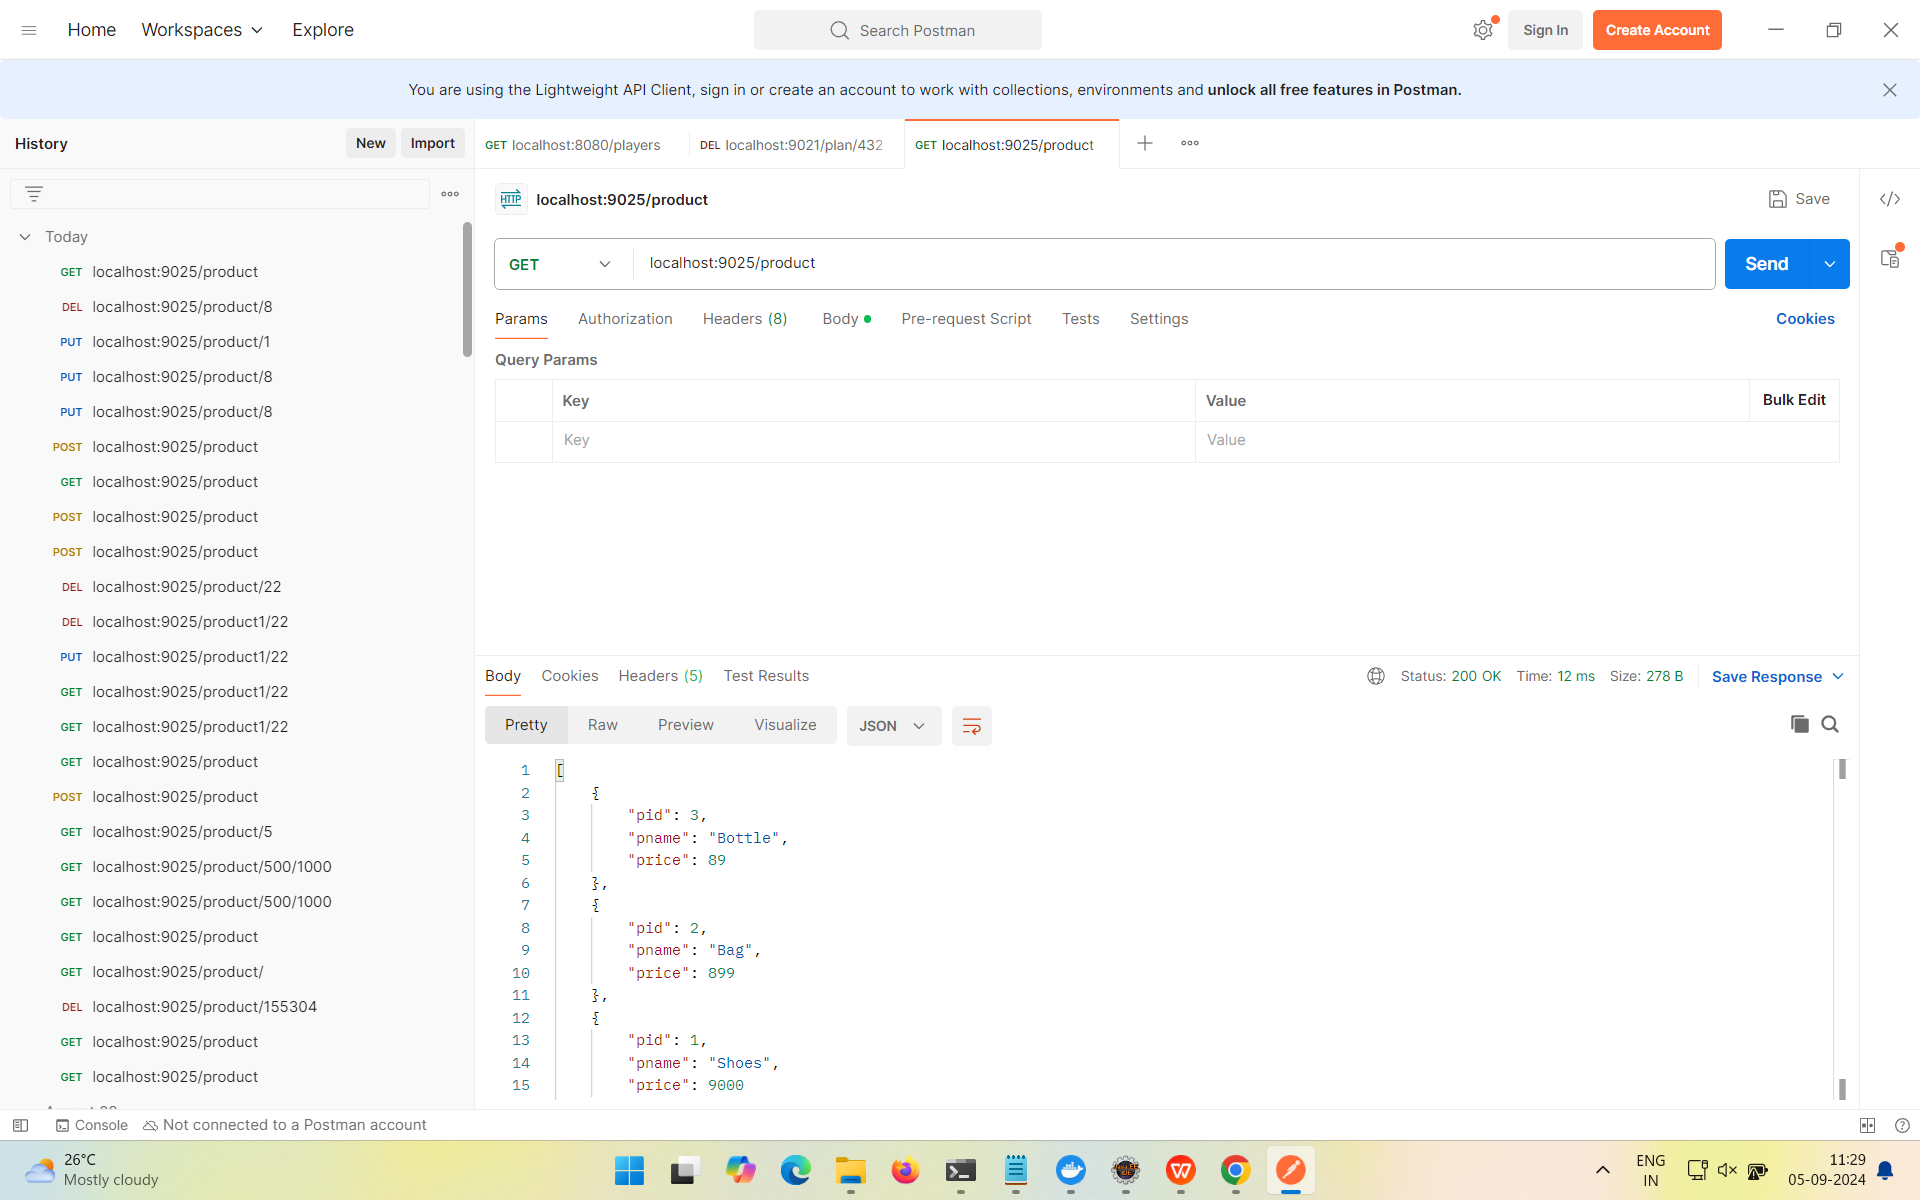 Home
Workspaces
Explore
Search Postman
Sign In
Create Account
You are using the Lightweight API Client, sign in or create an account to work with collections, environments and unlock all free features in Postman.
History
New
Import
GET localhost:8080/players
DEL localhost:9021/plan/432
GET localhost:9025/product
HTTP
localhost:9025/product
Save
Today
GET localhost:9025/product
DEL localhost:9025/product/8
PUT localhost:9025/product/1
PUT localhost:9025/product/8
PUT localhost:9025/product/8
POST localhost:9025/product
GET localhost:9025/product
POST localhost:9025/product
POST localhost:9025/product
DEL localhost:9025/product/22
DEL localhost:9025/product1/22
PUT localhost:9025/product1/22
GET localhost:9025/product1/22
GET localhost:9025/product1/22
GET localhost:9025/product
POST localhost:9025/product
GET localhost:9025/product/5
GET localhost:9025/product/500/1000
GET localhost:9025/product/500/1000
GET localhost:9025/product
GET localhost:9025/product/
DEL localhost:9025/product/155304
GET localhost:9025/product
GET localhost:9025/product
GET
localhost:9025/product
Send
Params
Authorization
Headers (8)
Body
Pre-request Script
Tests
Settings
Cookies
Query Params
Key
Value
Bulk Edit
Key
Value
Body
Cookies
Headers (5)
Test Results
Status: 200 OK
Time: 12 ms
Size: 278 B
Save Response
Pretty
Raw
Preview
Visualize
JSON
1 [
2 {
3 "pid": 3,
4 "pname": "Bottle",
5 "price": 89
6 },
7 {
8 "pid": 2,
9 "pname": "Bag",
10 "price": 899
11 },
12 {
13 "pid": 1,
14 "pname": "Shoes",
15 "price": 9000
Console
Not connected to a Postman account
26°C
Mostly cloudy
ENG
IN
11:29
05-09-2024